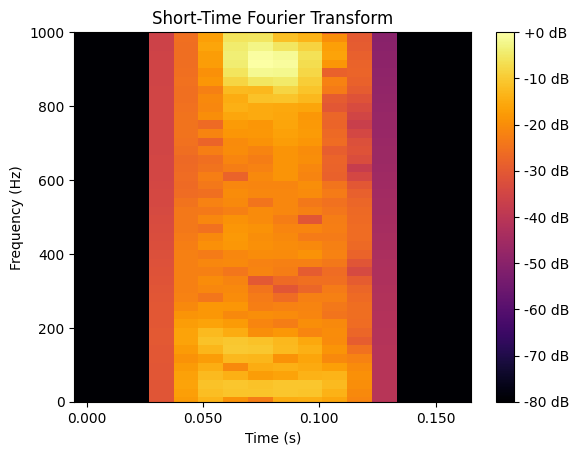 Short-Time Fourier Transform
1000
800
600
400
200
0
Frequency (Hz)
0.000
0.050
0.100
0.150
Time (s)
+0 dB
-10 dB
-20 dB
-30 dB
-40 dB
-50 dB
-60 dB
-70 dB
-80 dB